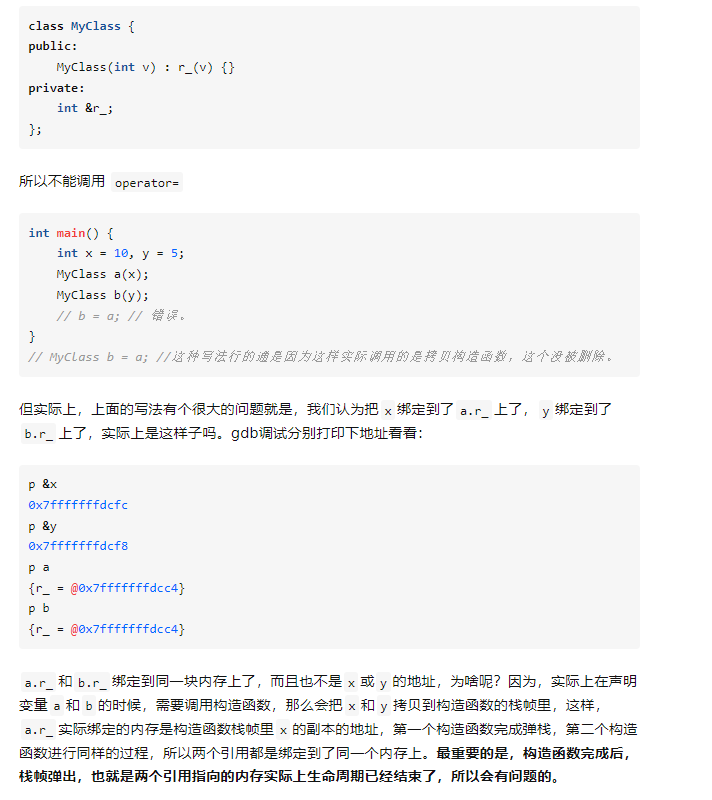 class MyClass {
public:
    MyClass(int v) : r_(v) {}
private:
    int &r_;
};
所以不能调用 operator=
int main() {
    int x = 10, y = 5;
    MyClass a(x);
    MyClass b(y);
    // b = a; // 错误。
}
// MyClass b = a; //这种写法行的通是因为这样实际调用的是拷贝构造函数，这个没被删除。
但实际上，上面的写法有个很大的问题就是，我们认为把 x 绑定到了 a.r_ 上了， y 绑定到了
b.r_ 上了，实际上是这样子吗。gdb调试分别打印下地址看看：
p &x
0x7fffffffdcfc
p &y
0x7fffffffdcf8
p a
{r_ = @0x7fffffffdcc4}
p b
{r_ = @0x7fffffffdcc4}
a.r_ 和 b.r_ 绑定到同一块内存上了，而且也不是 x 或 y 的地址，为啥呢？因为，实际上在声明
变量 a 和 b 的时候，需要调用构造函数，那么会把 x 和 y 拷贝到构造函数的栈帧里，这样，
a.r_ 实际绑定的内存是构造函数栈帧里 x 的副本的地址，第一个构造函数完成弹栈，第二个构造
函数进行同样的过程，所以两个引用都是绑定到了同一个内存上。最重要的是，构造函数完成后，
栈帧弹出，也就是两个引用指向的内存实际上生命周期已经结束了，所以会有问题的。